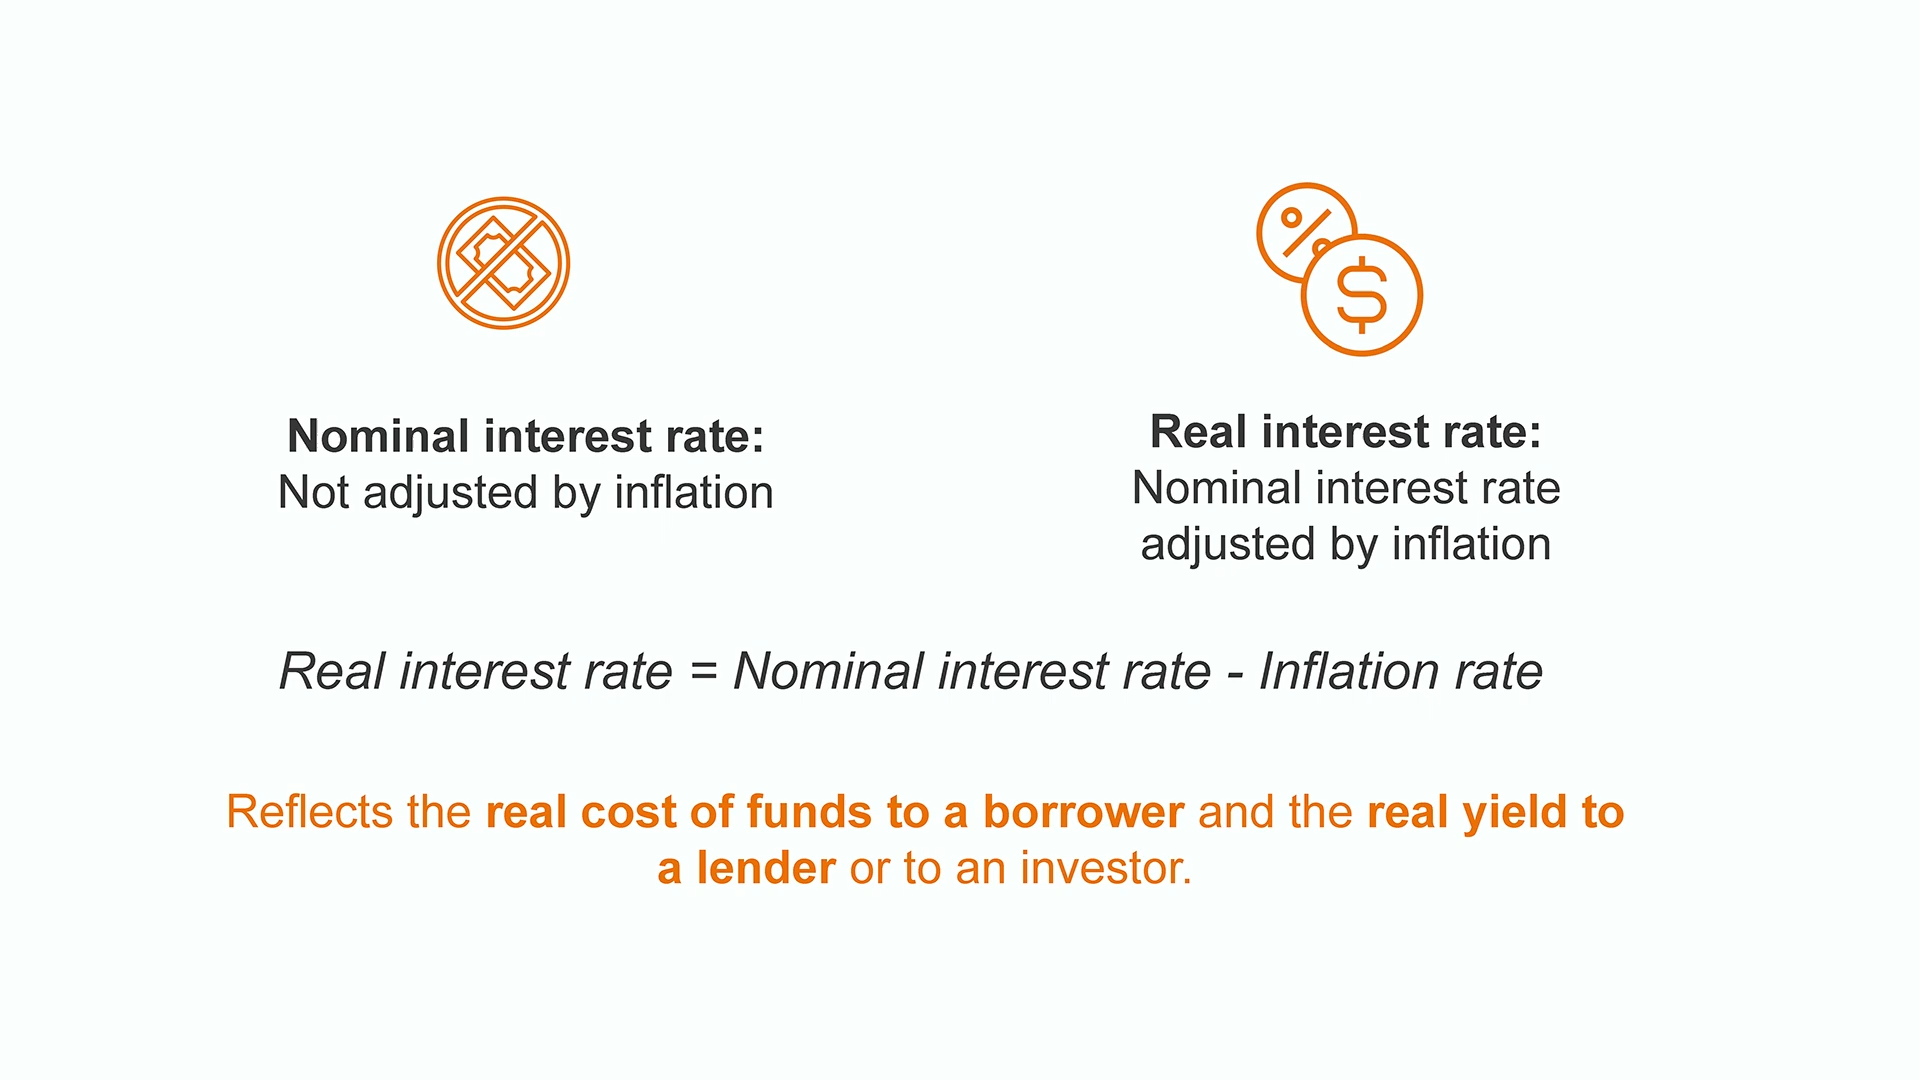 Nominal interest rate:
Not adjusted by inflation
% $
Real interest rate:
Nominal interest rate
adjusted by inflation
Real interest rate = Nominal interest rate - Inflation rate
Reflects the real cost of funds to a borrower and the real yield to
a lender or to an investor.